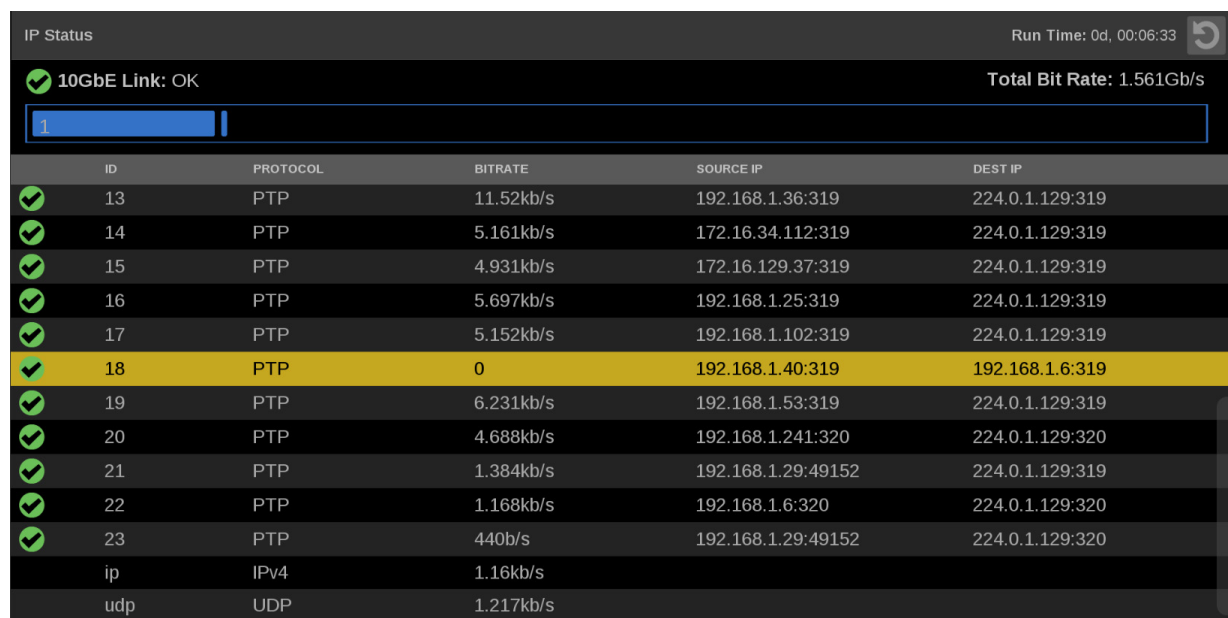 IP Status Run Time: 0d, 00:06:33
10GbE Link: OK Total Bit Rate: 1.561Gb/s
1
ID PROTOCOL BITRATE SOURCE IP DEST IP
13 PTP 11.52kb/s 192.168.1.36:319 224.0.1.129:319
14 PTP 5.161kb/s 172.16.34.112:319 224.0.1.129:319
15 PTP 4.931kb/s 172.16.129.37:319 224.0.1.129:319
16 PTP 5.697kb/s 192.168.1.25:319 224.0.1.129:319
17 PTP 5.152kb/s 192.168.1.102:319 224.0.1.129:319
18 PTP 0 192.168.1.40:319 192.168.1.6:319
19 PTP 6.231kb/s 192.168.1.53:319 224.0.1.129:319
20 PTP 4.688kb/s 192.168.1.241:320 224.0.1.129:320
21 PTP 1.384kb/s 192.168.1.29:49152 224.0.1.129:319
22 PTP 1.168kb/s 192.168.1.6:320 224.0.1.129:320
23 PTP 440b/s 192.168.1.29:49152 224.0.1.129:320
ip IPv4 1.16kb/s
udp UDP 1.217kb/s